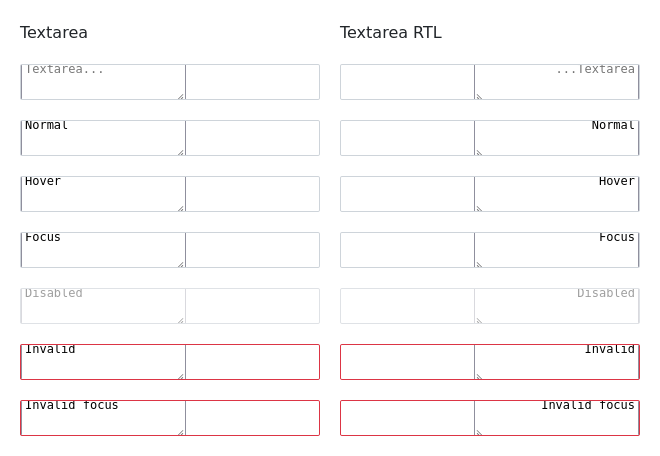 Textarea
Textarea...
Normal
Hover
Focus
Disabled
Invalid
Invalid focus
Textarea RTL
...Textarea
Normal
Hover
Focus
Disabled
Invalid
Invalid focus